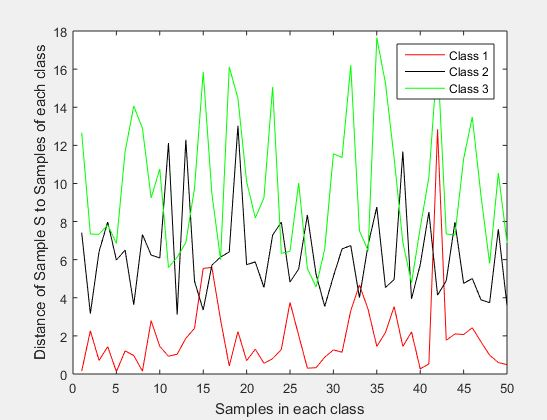 Distance of Sample S to Samples of each class
18
16
14
12
10
8
6
4
2
0
Class 1
Class 2
Class 3
0 5 10 15 20 25 30 35 40 45 50
Samples in each class